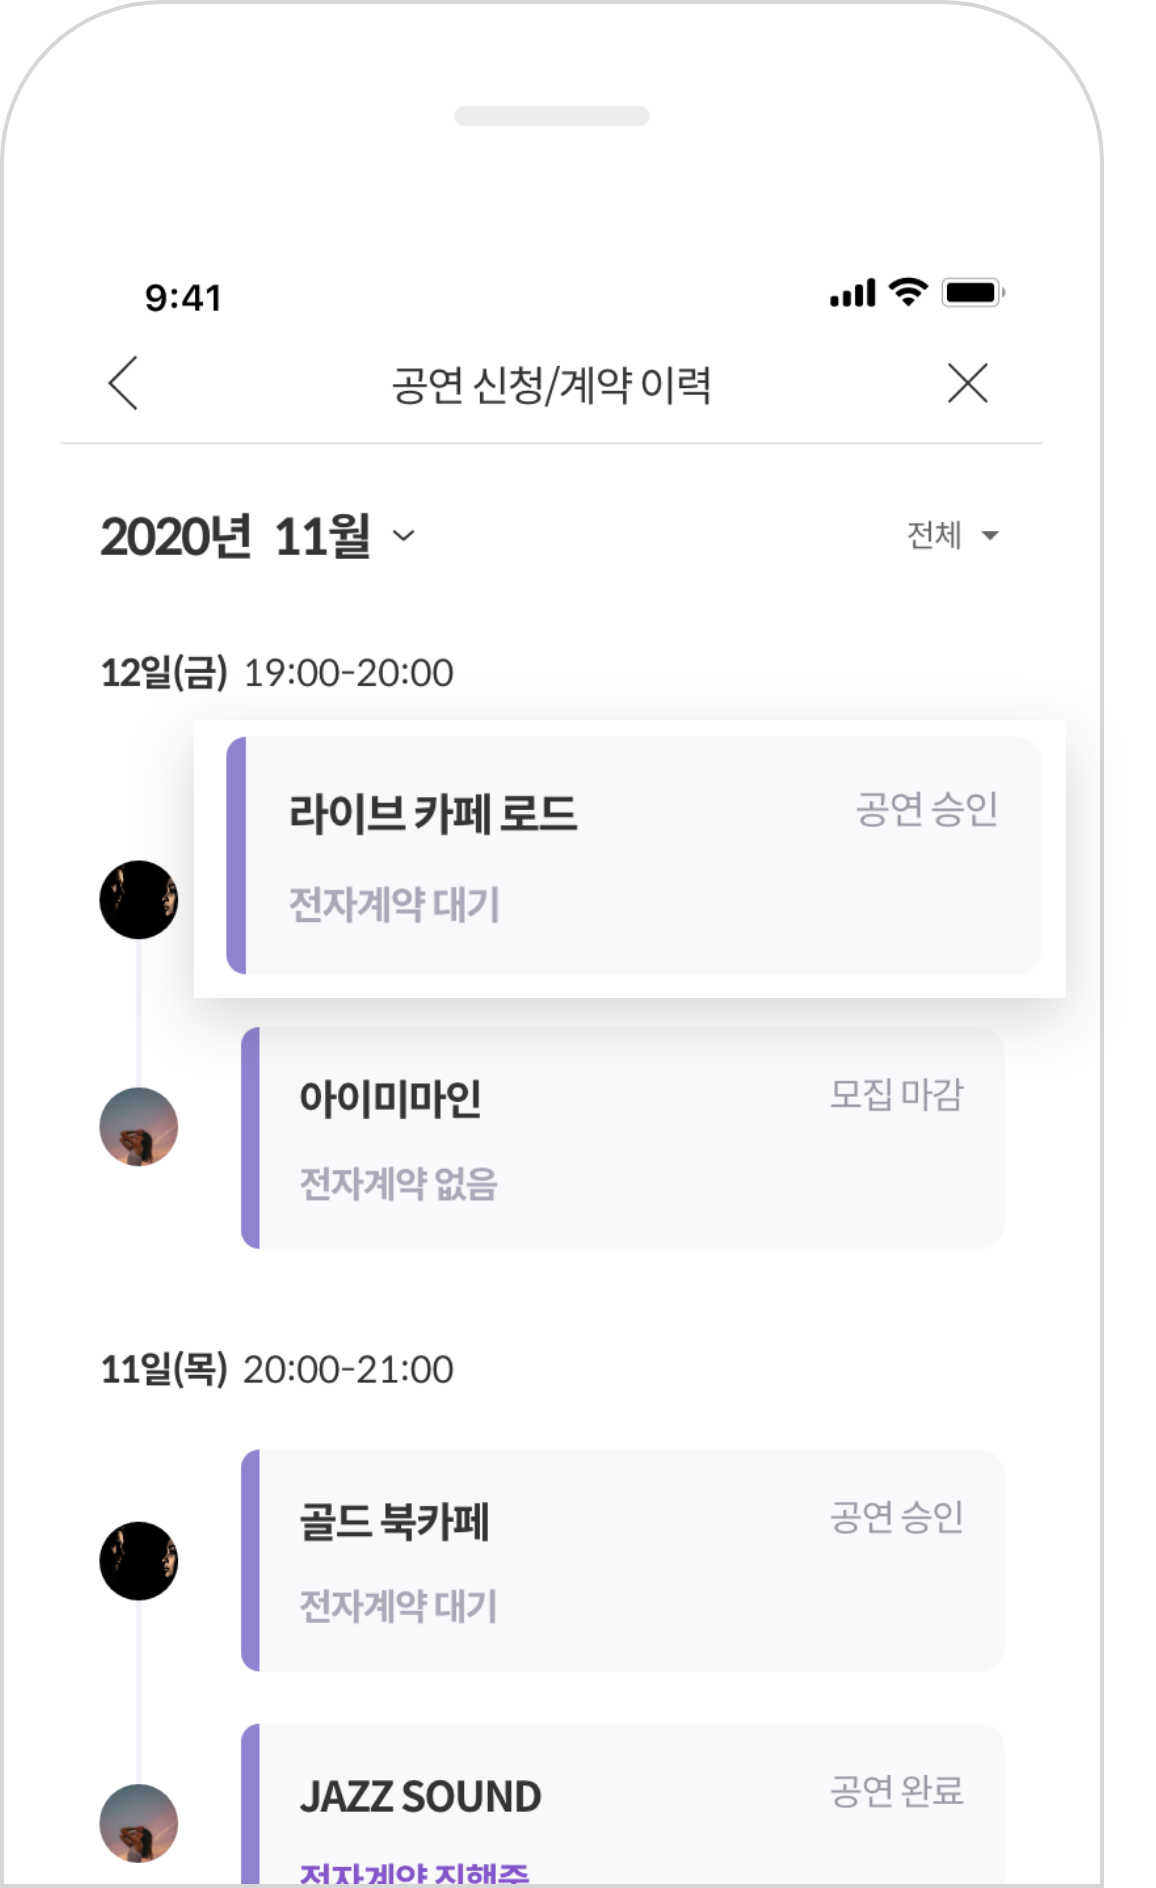 9:41
공연 신청/계약 이력
2020년 11월
전체
12일(금) 19:00-20:00
라이브 카페 로드
공연 승인
전자계약 대기
아이미마인
모집 마감
전자계약 없음
11일(목) 20:00-21:00
골드 북카페
공연 승인
전자계약 대기
JAZZ SOUND
공연 완료
전자계약 진행중